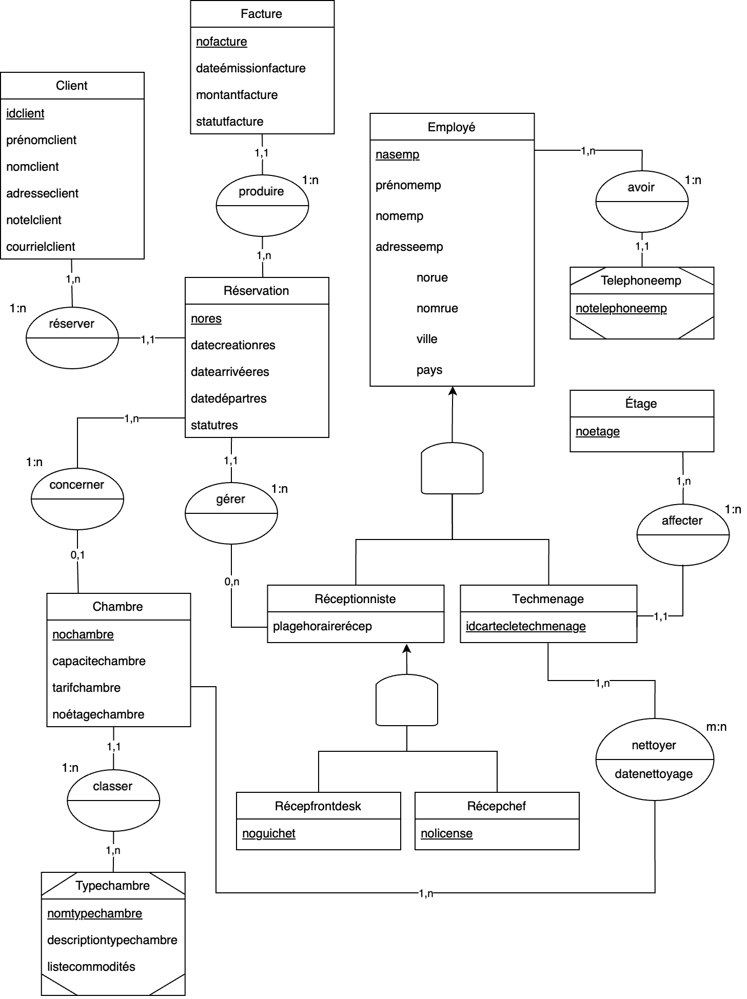 Facture
nofacture
dateémissionfacture
montantfacture
statutfacture
1,1
produire
1:n
1,n
Client
idclient
prénomclient
nomclient
adresseclient
notelclient
courrielclient
1,n
1:n
réserver
1,1
Réservation
nores
datecreationres
datearrivéeres
datedépartres
statutres
1,n
1:n
concerner
0,1
1,1
gérer
1:n
0,n
Employé
nasemp
prénomemp
nomemp
adresseemp
norue
nomrue
ville
pays
1,n
avoir
1:n
1,1
Telephoneemp
notelephoneemp
Étage
noetage
1,n
1:n
affecter
1,1
Réceptionniste
plagehorairerécep
Techmenage
idcartecletechmenage
1,n
m:n
nettoyer
datenettoyage
1,n
Chambre
nochambre
capacitechambre
tarifchambre
noétagechambre
1,1
1:n
classer
1,n
Récepfrontdesk
noguichet
Récepchef
nolicense
Typechambre
nomtypechambre
descriptiontypechambre
listecommodités